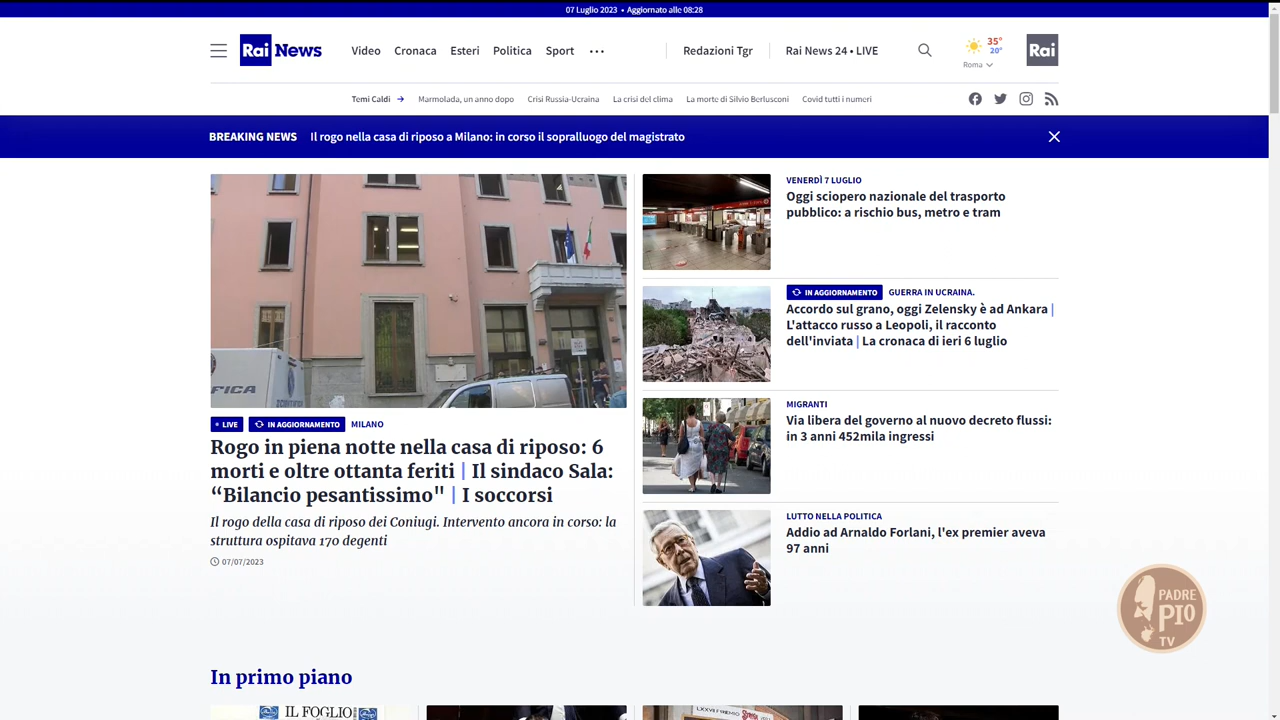 07 Luglio 2023 • Aggiornato alle 08:28
Rai News
Video Cronaca Esteri Politica Sport ...
Redazioni Tgr
Rai News 24 • LIVE
35°
20°
Roma
Rai
Temi Caldi → Marmolada, un anno dopo Crisi Russia-Ucraina La crisi del clima La morte di Silvio Berlusconi Covid tutti i numeri
BREAKING NEWS Il rogo nella casa di riposo a Milano: in corso il sopralluogo del magistrato
FICA
LIVE IN AGGIORNAMENTO MILANO
Rogo in piena notte nella casa di riposo: 6
morti e oltre ottanta feriti | Il sindaco Sala:
“Bilancio pesantissimo" | I soccorsi
Il rogo della casa di riposo dei Coniugi. Intervento ancora in corso: la
struttura ospitava 170 degenti
07/07/2023
VENERDÌ 7 LUGLIO
Oggi sciopero nazionale del trasporto
pubblico: a rischio bus, metro e tram
IN AGGIORNAMENTO GUERRA IN UCRAINA.
Accordo sul grano, oggi Zelensky è ad Ankara |
L'attacco russo a Leopoli, il racconto
dell'inviata | La cronaca di ieri 6 luglio
MIGRANTI
Via libera del governo al nuovo decreto flussi:
in 3 anni 452mila ingressi
LUTTO NELLA POLITICA
Addio ad Arnaldo Forlani, l'ex premier aveva
97 anni
PADRE
PIO
TV
In primo piano
IL FOGLIO